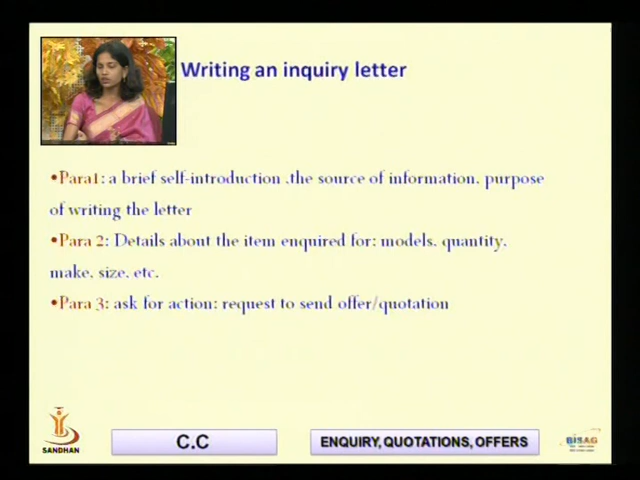 Writing an inquiry letter
•Para1: a brief self-introduction ,the source of information, purpose
of writing the letter
•Para 2: Details about the item enquired for: models, quantity,
make, size, etc.
•Para 3: ask for action: request to send offer/quotation
SANDHAN
C.C
ENQUIRY, QUOTATIONS, OFFERS
BISAG